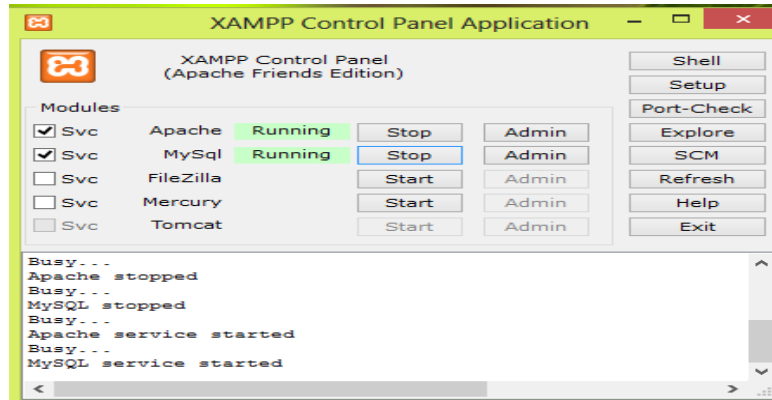 XAMPP Control Panel Application
XAMPP Control Panel
(Apache Friends Edition)
Shell
Setup
Port-Check
Explore
SCM
Refresh
Help
Exit
Modules
Svc Apache Running Stop Admin
Svc MySql Running Stop Admin
Svc FileZilla Start Admin
Svc Mercury Start Admin
Svc Tomcat Start Admin
Busy...
Apache stopped
Busy...
MySQL stopped
Busy...
Apache service started
Busy...
MySQL service started